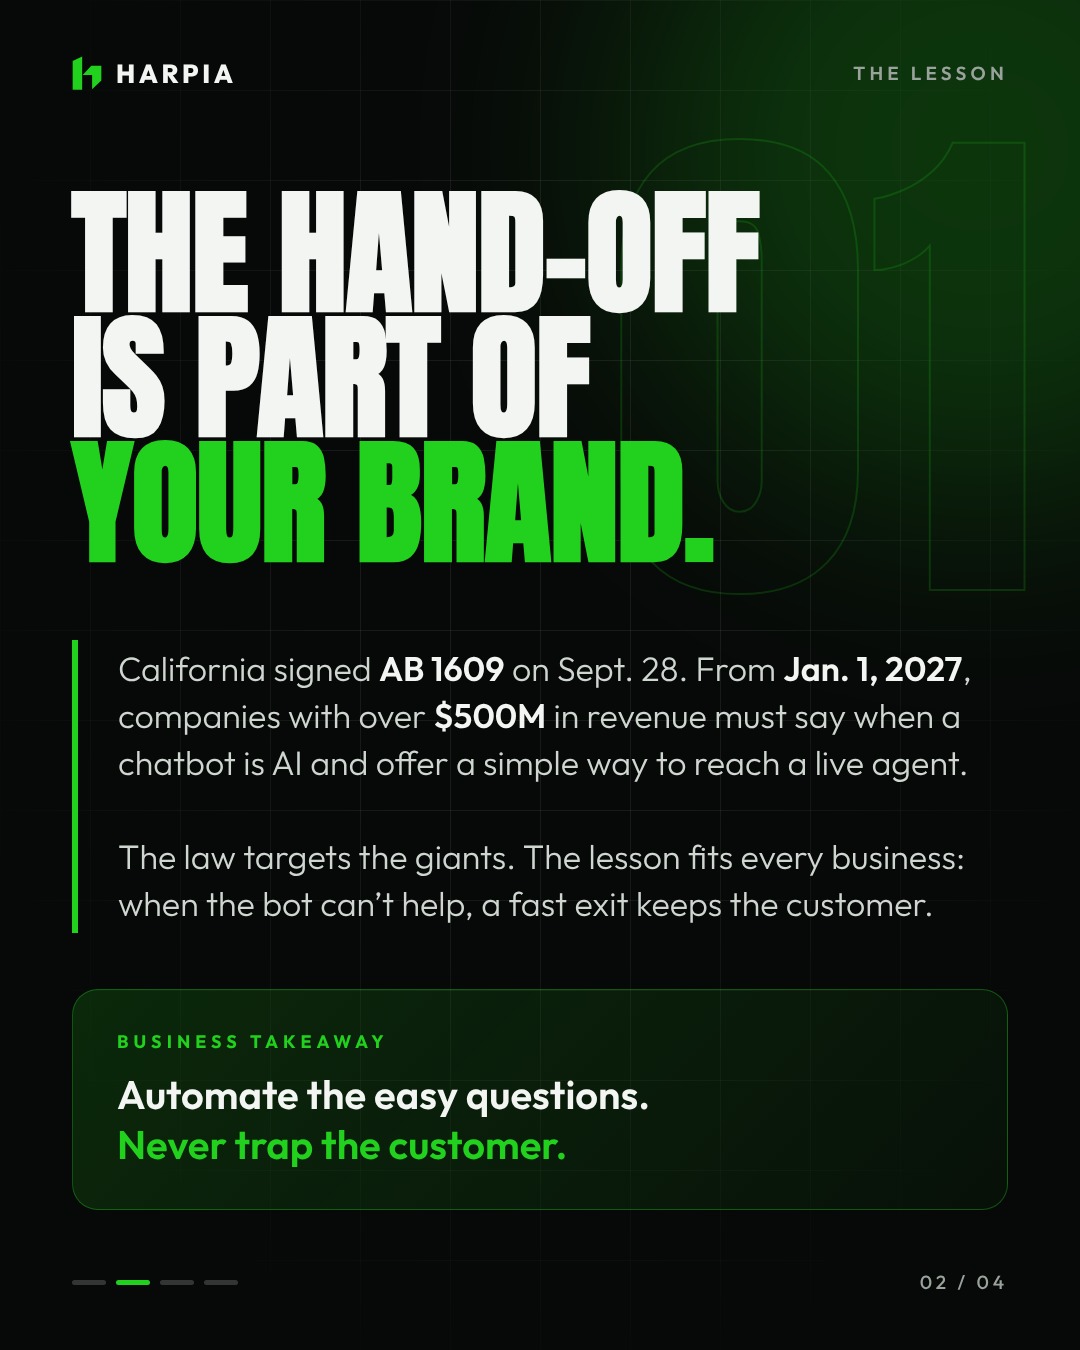 HARPIA
THE LESSON
01
THE HAND-OFF
IS PART OF
YOUR BRAND.
California signed AB 1609 on Sept. 28. From Jan. 1, 2027,
companies with over $500M in revenue must say when a
chatbot is AI and offer a simple way to reach a live agent.
The law targets the giants. The lesson fits every business:
when the bot can’t help, a fast exit keeps the customer.
BUSINESS TAKEAWAY
Automate the easy questions.
Never trap the customer.
02 / 04